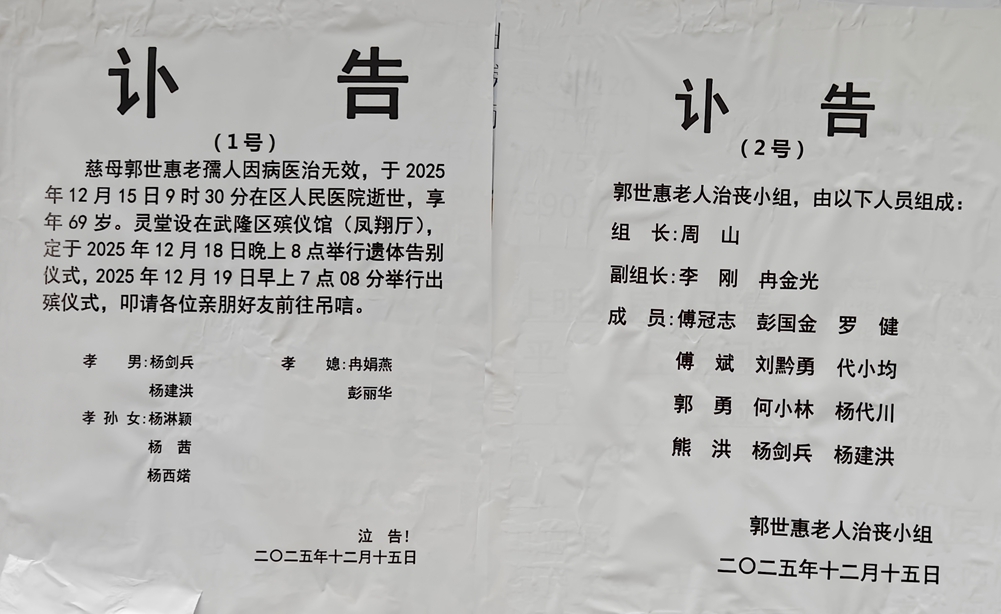 讣 告
(1号)
慈母郭世惠老孺人因病医治无效，于 2025
年 12 月 15 日 9 时 30 分在区人民医院逝世，享
年 69 岁。灵堂设在武隆区殡仪馆（凤翔厅），
定于 2025 年 12 月 18 日晚上 8 点举行遗体告别
仪式，2025 年 12 月 19 日早上 7 点 08 分举行出
殡仪式，叩请各位亲朋好友前往吊唁。
孝 男:杨剑兵 孝 媳:冉娟燕
杨建洪 彭丽华
孝 孙 女:杨淋颖
杨 茜
杨西婼
泣 告!
二〇二五年十二月十五日
讣 告
(2号)
郭世惠老人治丧小组，由以下人员组成：
组 长:周 山
副组长:李 刚 冉金光
成 员:傅冠志 彭国金 罗 健
傅 斌 刘黔勇 代小均
郭 勇 何小林 杨代川
熊 洪 杨剑兵 杨建洪
郭世惠老人治丧小组
二〇二五年十二月十五日